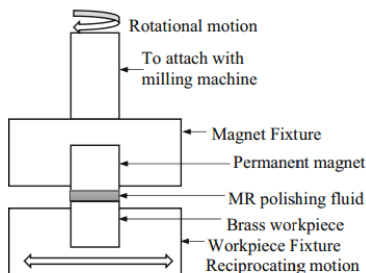 Rotational motion
To attach with
milling machine
Magnet Fixture
Permanent magnet
MR polishing fluid
Brass workpiece
Workpiece Fixture
Reciprocating motion